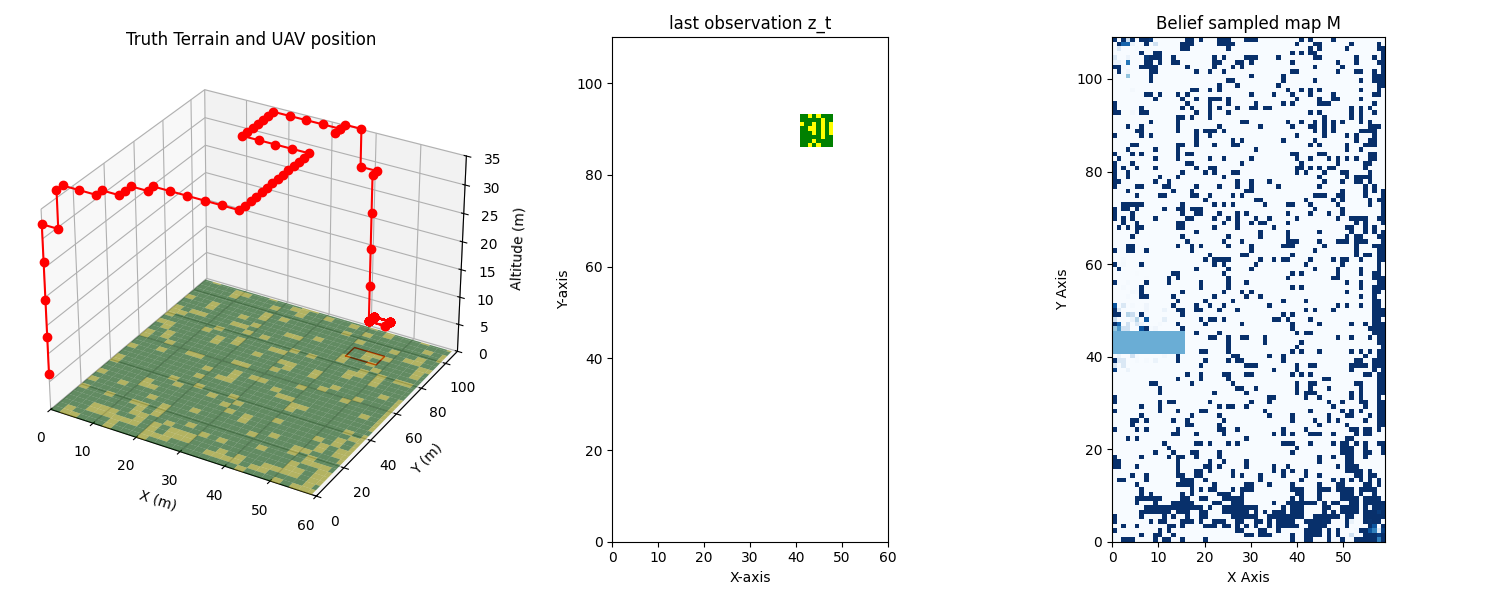 Truth Terrain and UAV position
35
30
25
20
15
10
5
0
Altitude (m)
0
10
20
30
40
50
60
X (m)
0
20
40
60
80
100
Y (m)
last observation z_t
100
80
60
40
20
0
Y-axis
0 10 20 30 40 50 60
X-axis
Belief sampled map M
100
80
60
40
20
0
Y Axis
0 10 20 30 40 50
X Axis